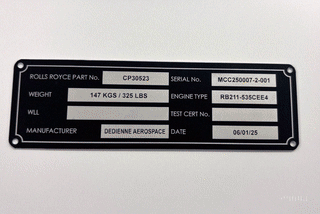 ROLLS ROYCE PART No. CP30523 SERIAL No. MCC250007-2-001
WEIGHT 147 KGS / 325 LBS ENGINE TYPE RB211-535CEE4
WLL TEST CERT No.
MANUFACTURER DEDIENNE AEROSPACE DATE 06/01/25